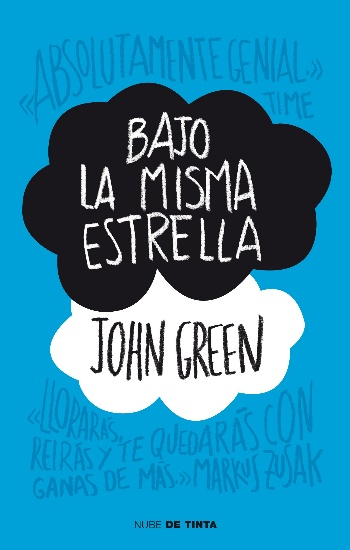 «ABSOLUTAMENTE GENIAL.»
TIME
BAJO
LA MISMA
ESTRELLA
JOHN GREEN
«LLORARÁS,
REIRÁS Y TE QUEDARÁS CON
GANAS DE MÁS.» MARKUS ZUSAK
NUBE DE TINTA